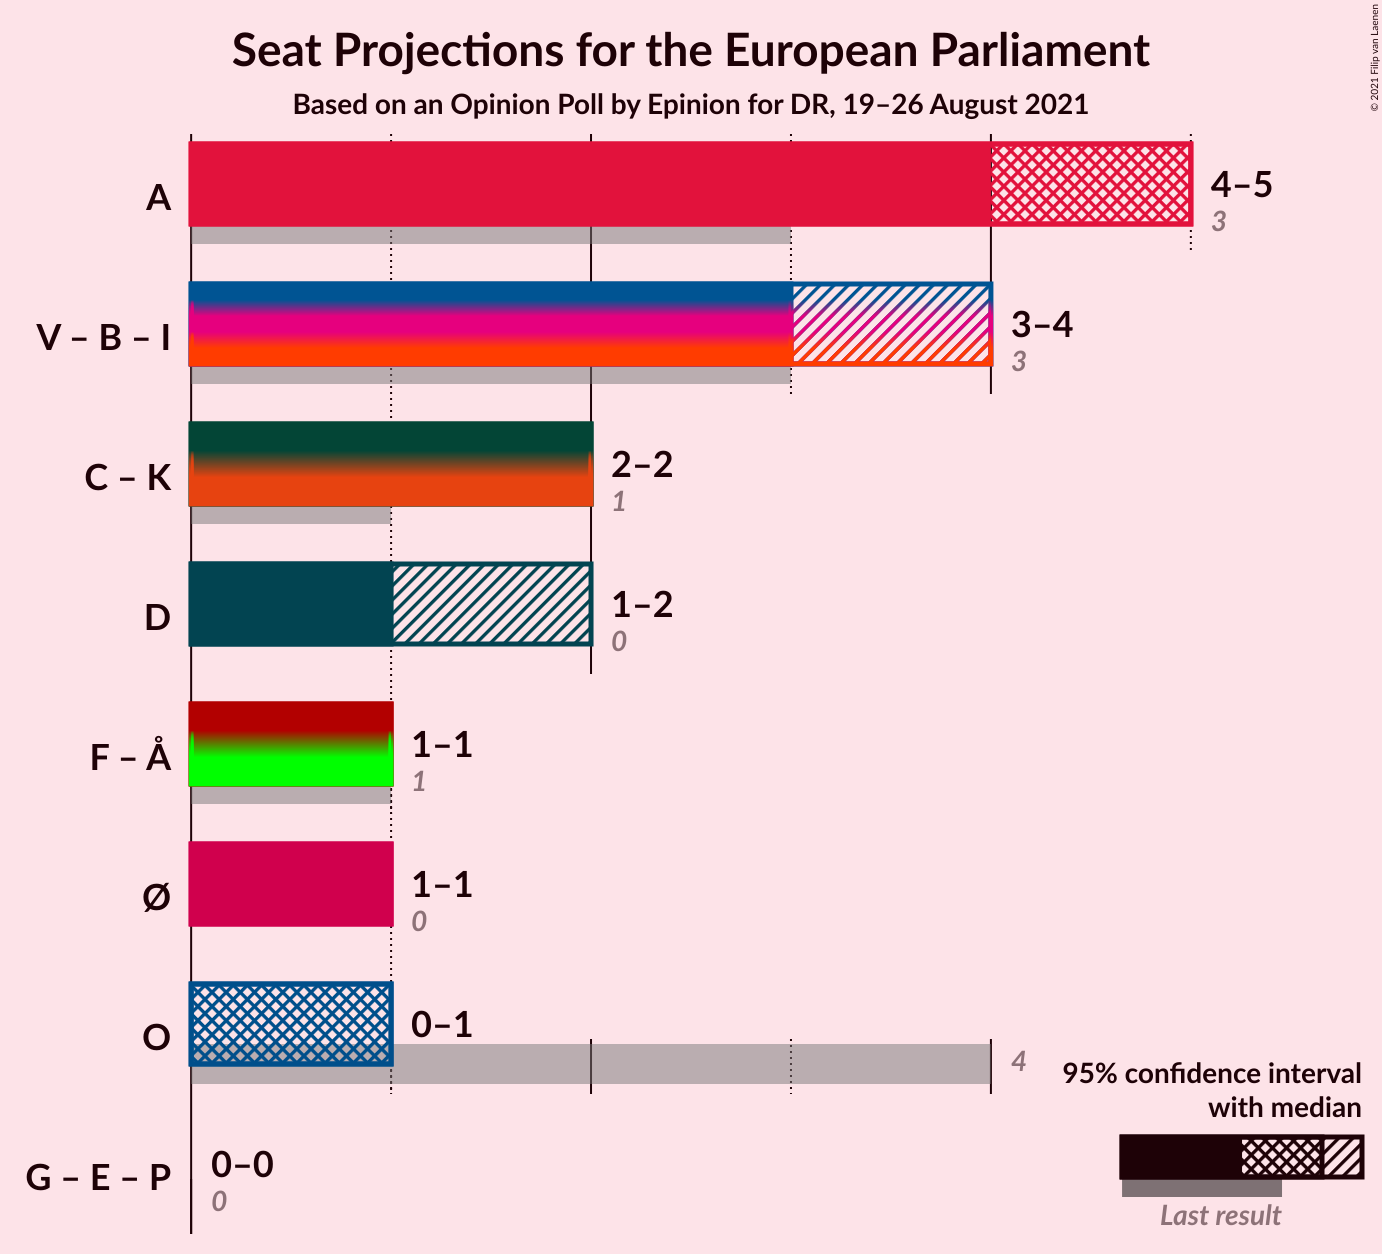 Seat Projections for the European Parliament
Based on an Opinion Poll by Epinion for DR, 19–26 August 2021
© 2021 Filip van Laenen
A
4–5
3
V – B – I
3–4
3
C – K
2–2
1
D
1–2
0
F – Å
1–1
1
Ø
1–1
0
O
0–1
4
G – E – P
0–0
0
95% confidence interval
with median
Last result